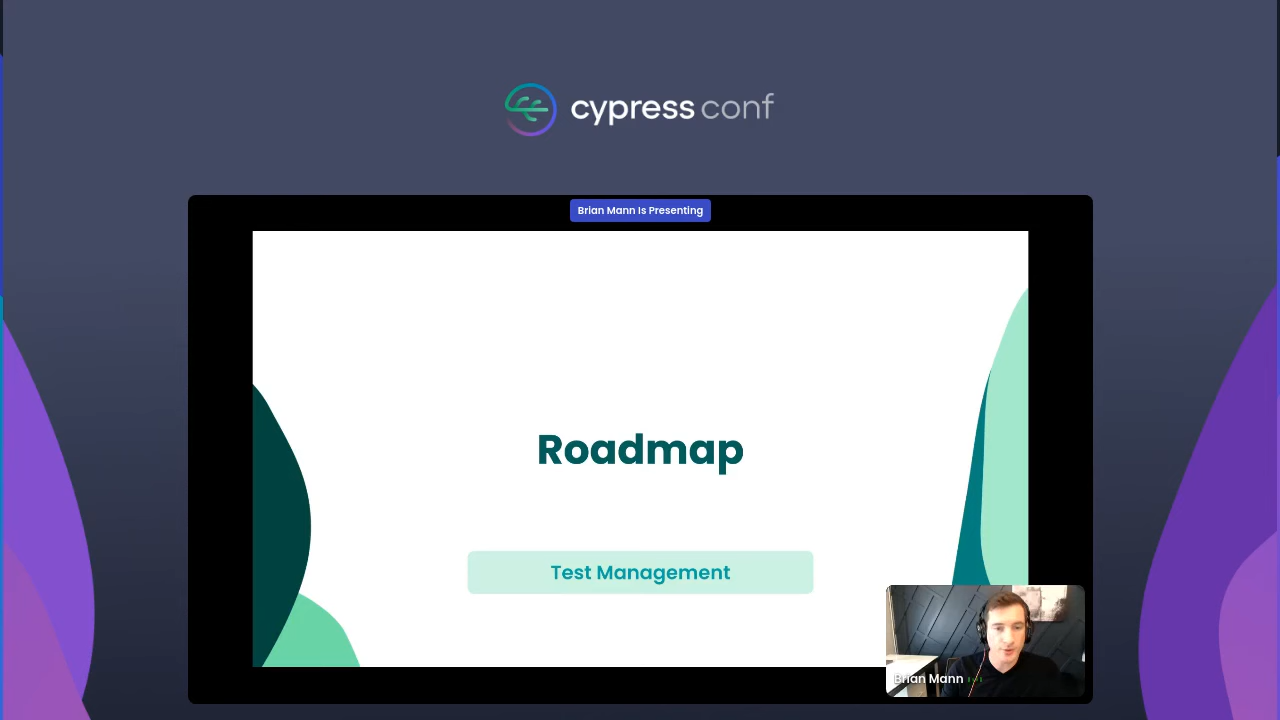 cypress conf
Brian Mann Is Presenting
Roadmap
Test Management
Brian Mann